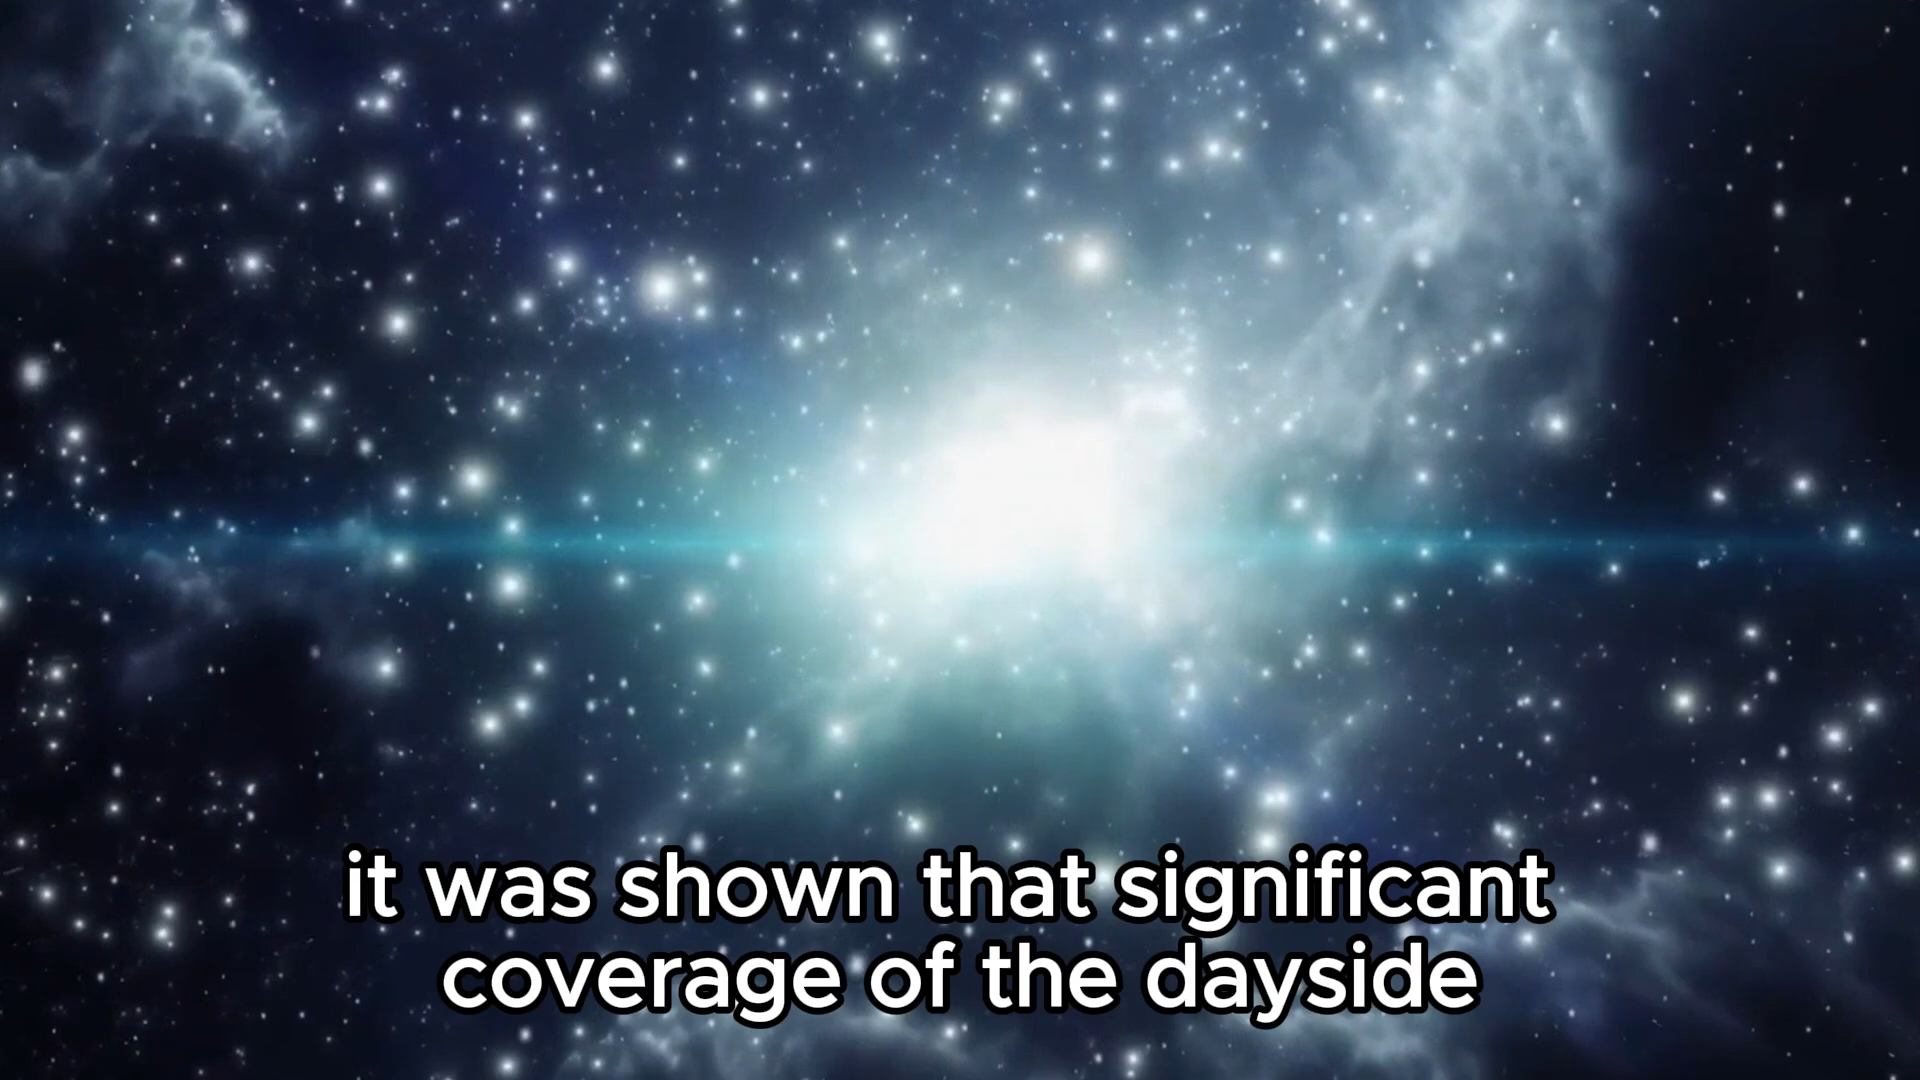 it was shown that significant
coverage of the dayside